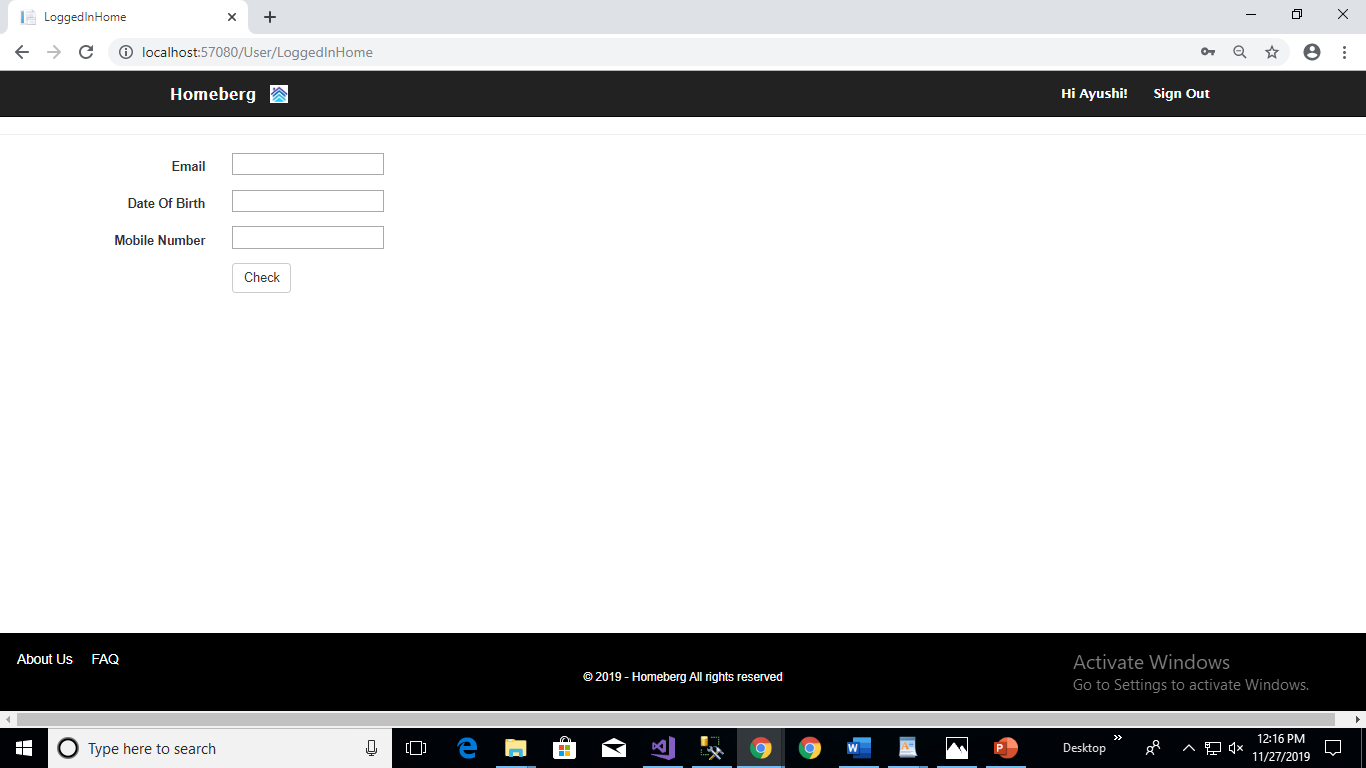 LoggedInHome
localhost:57080/User/LoggedInHome
Homeberg
Hi Ayushi! Sign Out
Email
Date Of Birth
Mobile Number
Check
About Us FAQ
© 2019 - Homeberg All rights reserved
Activate Windows
Go to Settings to activate Windows.
Type here to search
Desktop
12:16 PM
11/27/2019